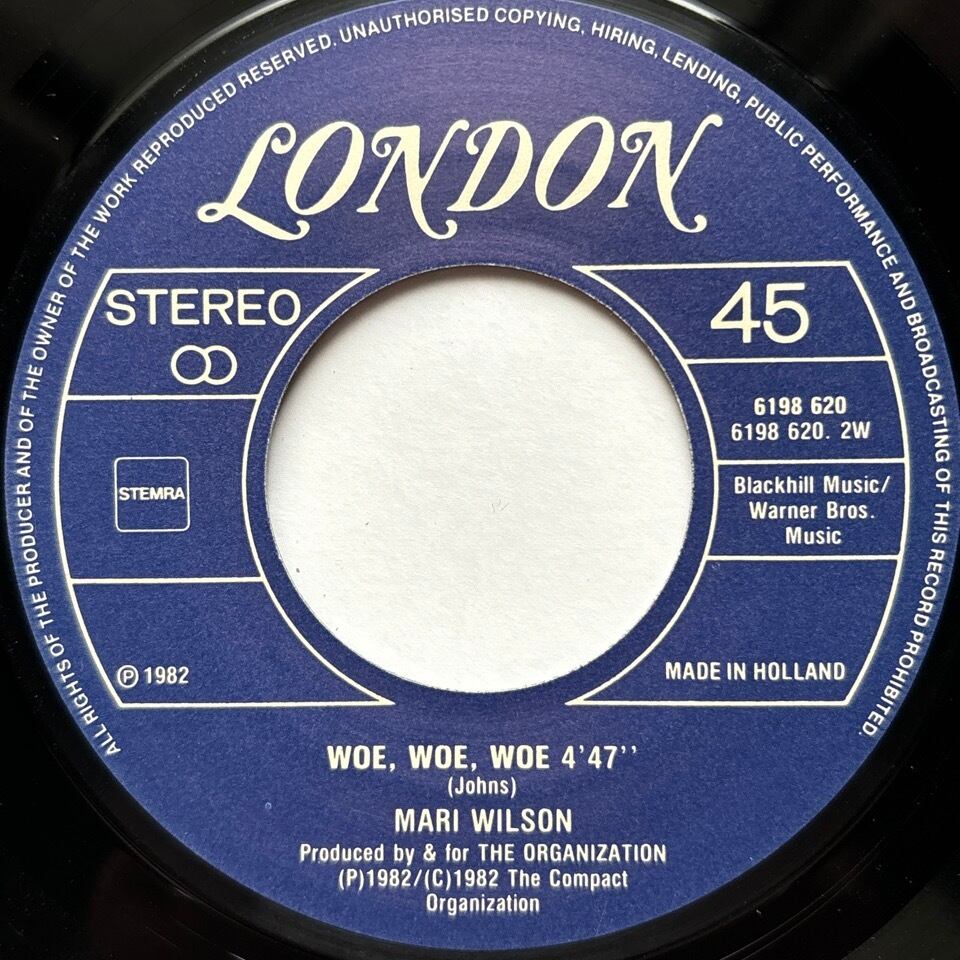 ALL RIGHTS OF THE PRODUCER AND OF THE OWNER OF THE WORK REPRODUCED RESERVED. UNAUTHORISED COPYING, HIRING, LENDING, PUBLIC PERFORMANCE AND BROADCASTING OF THIS RECORD PROHIBITED.
LONDON
STEREO
45
6198 620
6198 620. 2W
STEMRA
Blackhill Music/
Warner Bros.
Music
℗ 1982
MADE IN HOLLAND
WOE, WOE, WOE 4'47''
(Johns)
MARI WILSON
Produced by & for THE ORGANIZATION
(P)1982/(C)1982 The Compact
Organization